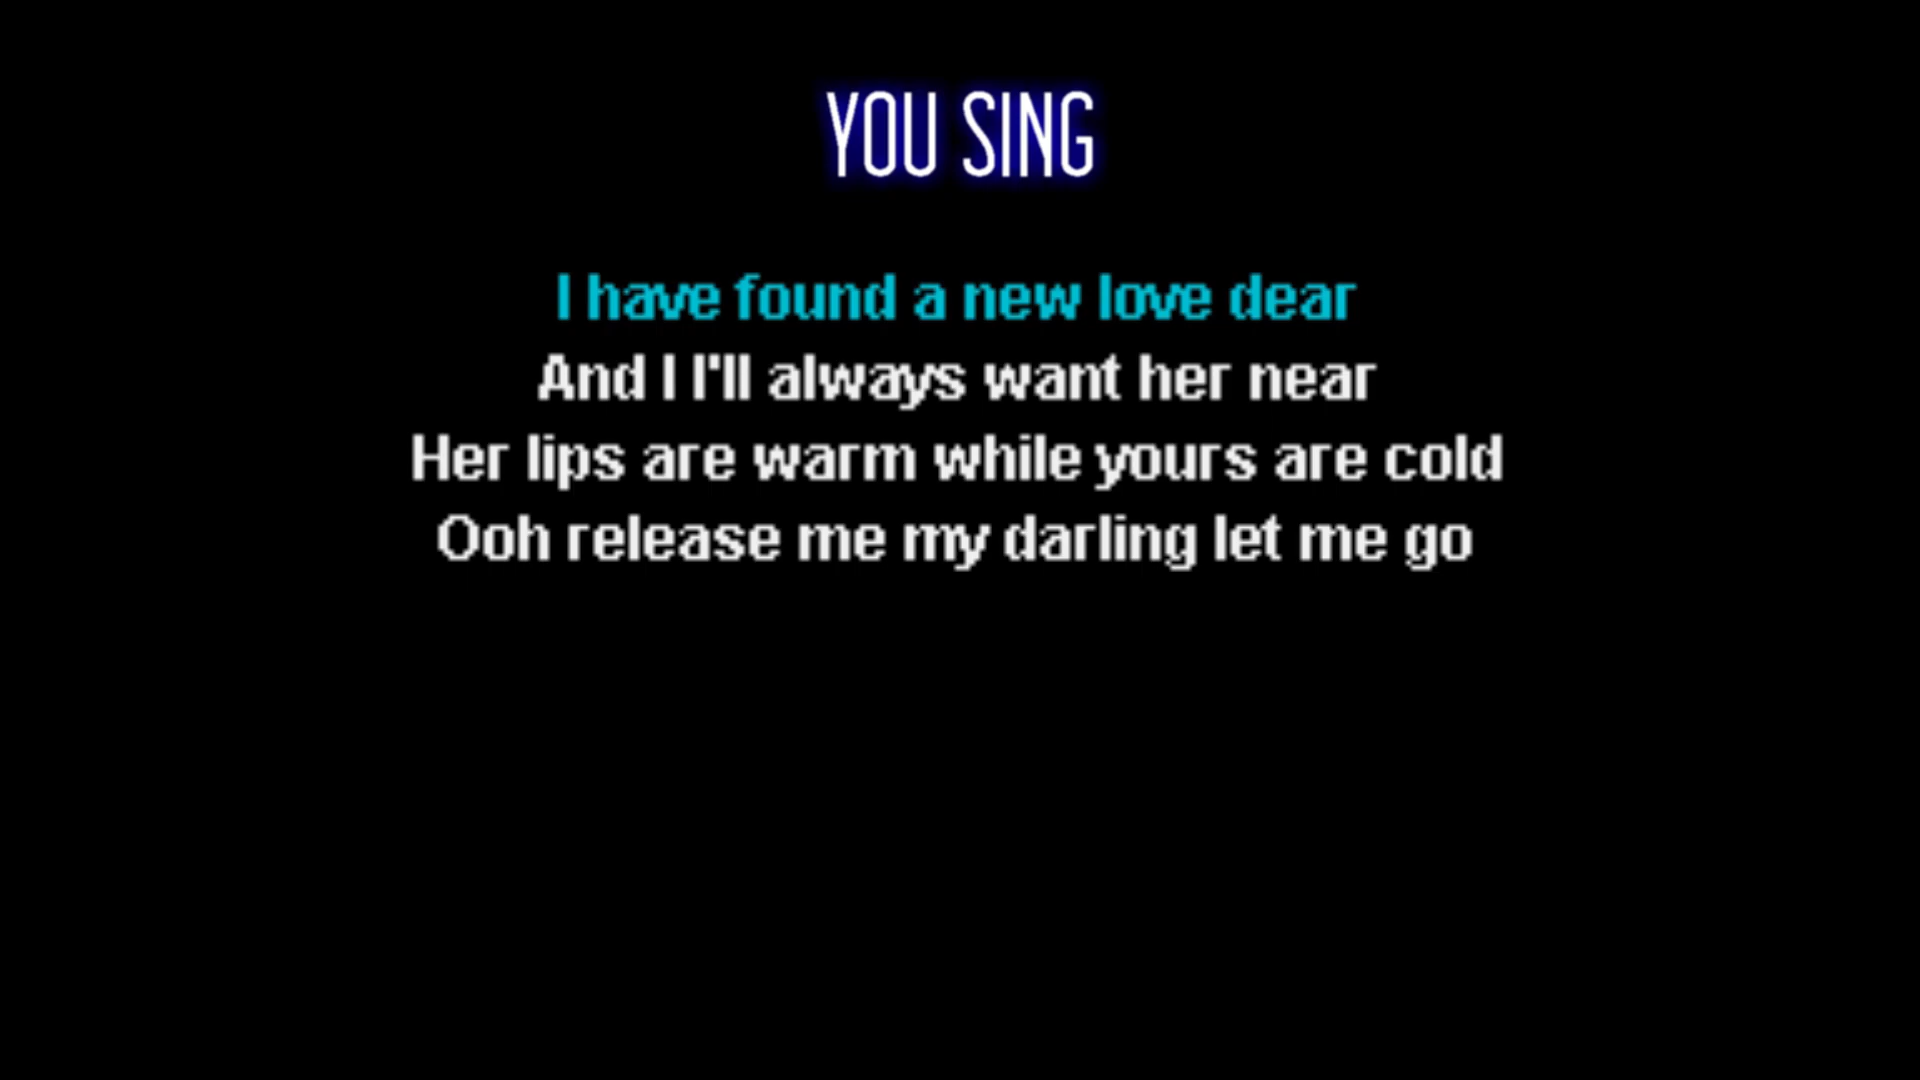 YOU SING
I have found a new love dear
And I I'll always want her near
Her lips are warm while yours are cold
Ooh release me my darling let me go